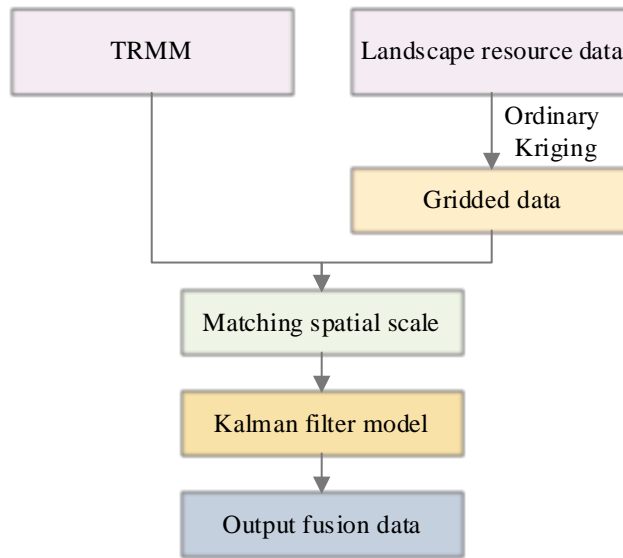 TRMM
Landscape resource data
Ordinary
Kriging
Gridded data
Matching spatial scale
Kalman filter model
Output fusion data